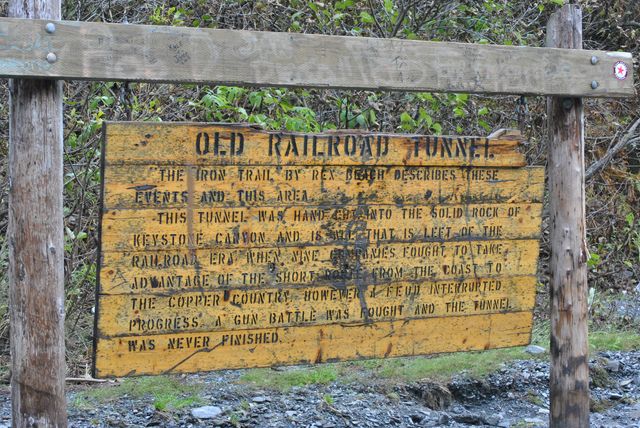 OLD RAILROAD TUNNEL
"THE IRON TRAIL" BY REX BEACH DESCRIBES THESE
EVENTS AND THIS AREA.
THIS TUNNEL WAS HAND CUT INTO THE SOLID ROCK OF
KEYSTONE CANYON AND IS ALL THAT IS LEFT OF THE
RAILROAD ERA WHEN NINE COMPANIES FOUGHT TO TAKE
ADVANTAGE OF THE SHORT ROUTE FROM THE COAST TO
THE COPPER COUNTRY. HOWEVER A FEUD INTERRUPTED
PROGRESS. A GUN BATTLE WAS FOUGHT AND THE TUNNEL
WAS NEVER FINISHED.